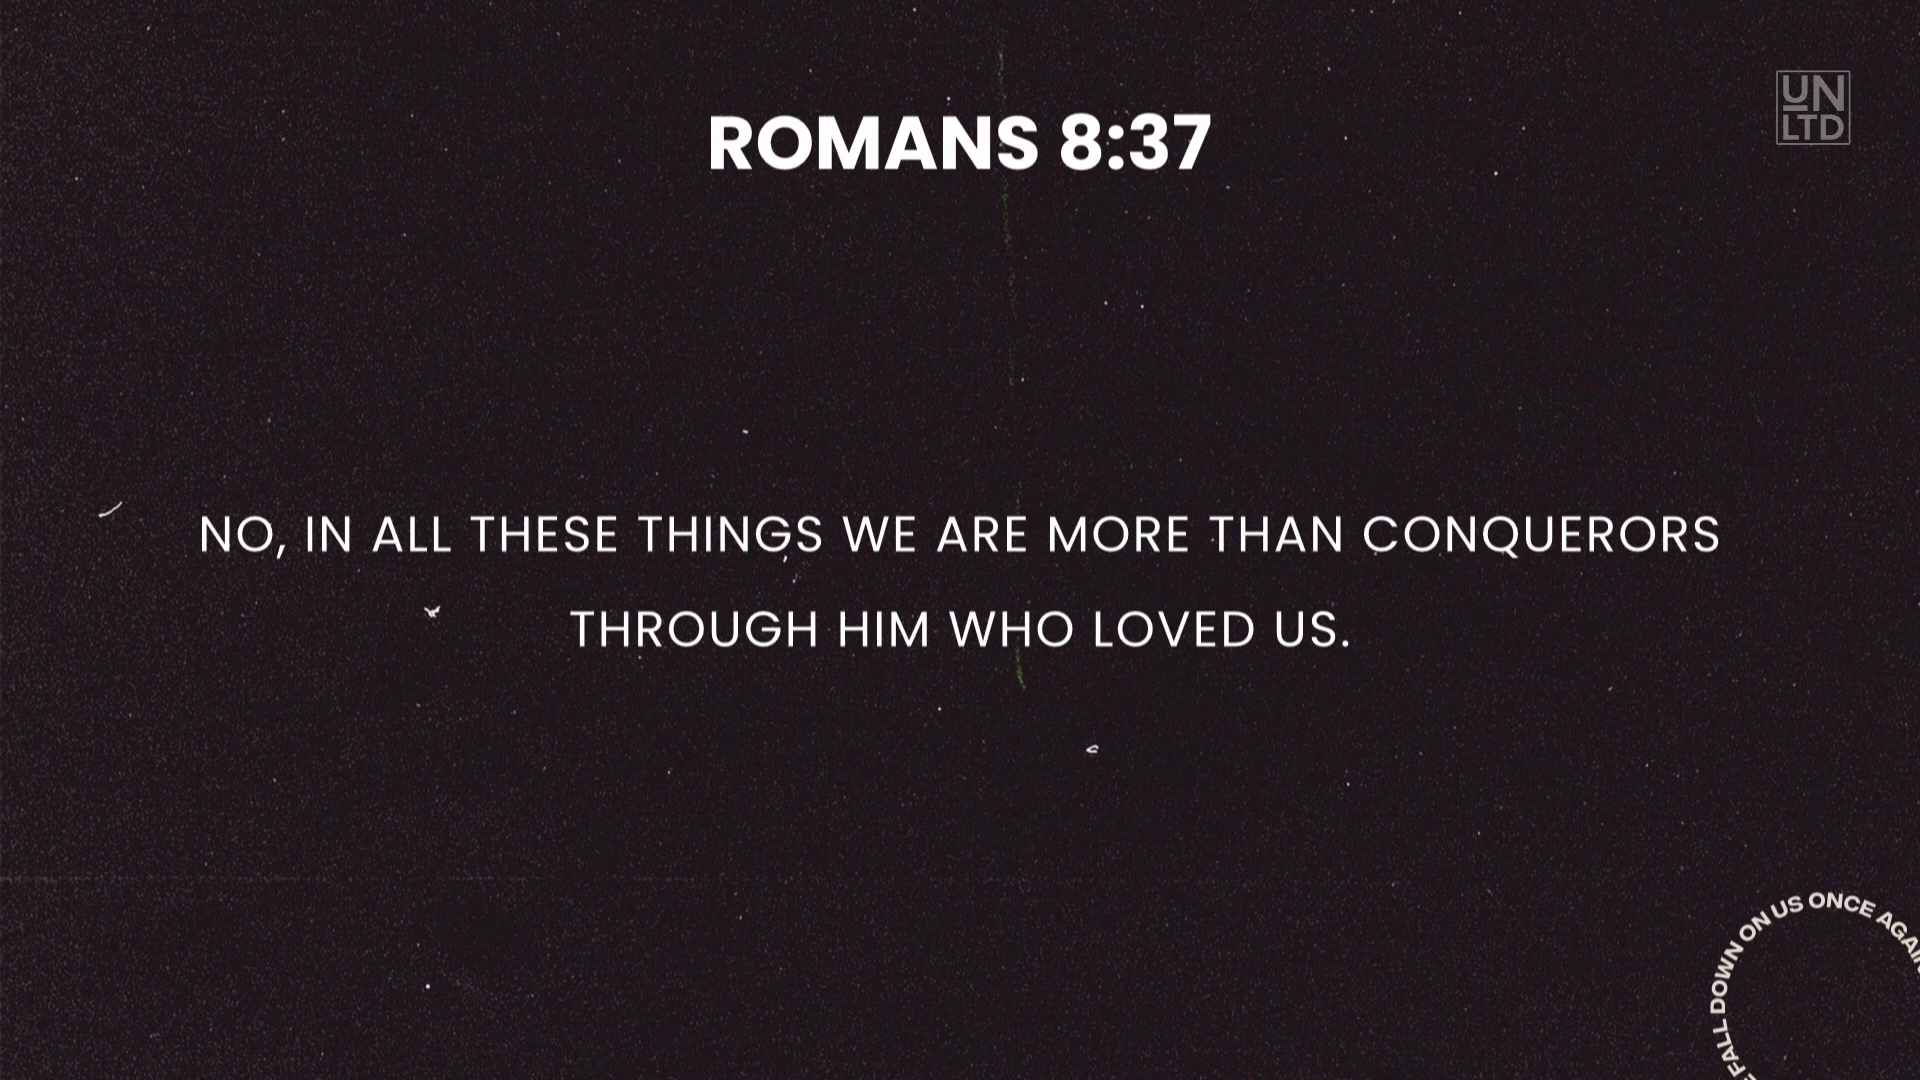 ROMANS 8:37
UN
LTD
NO, IN ALL THESE THINGS WE ARE MORE THAN CONQUERORS
THROUGH HIM WHO LOVED US.
FALL DOWN ON US ONCE AGAIN